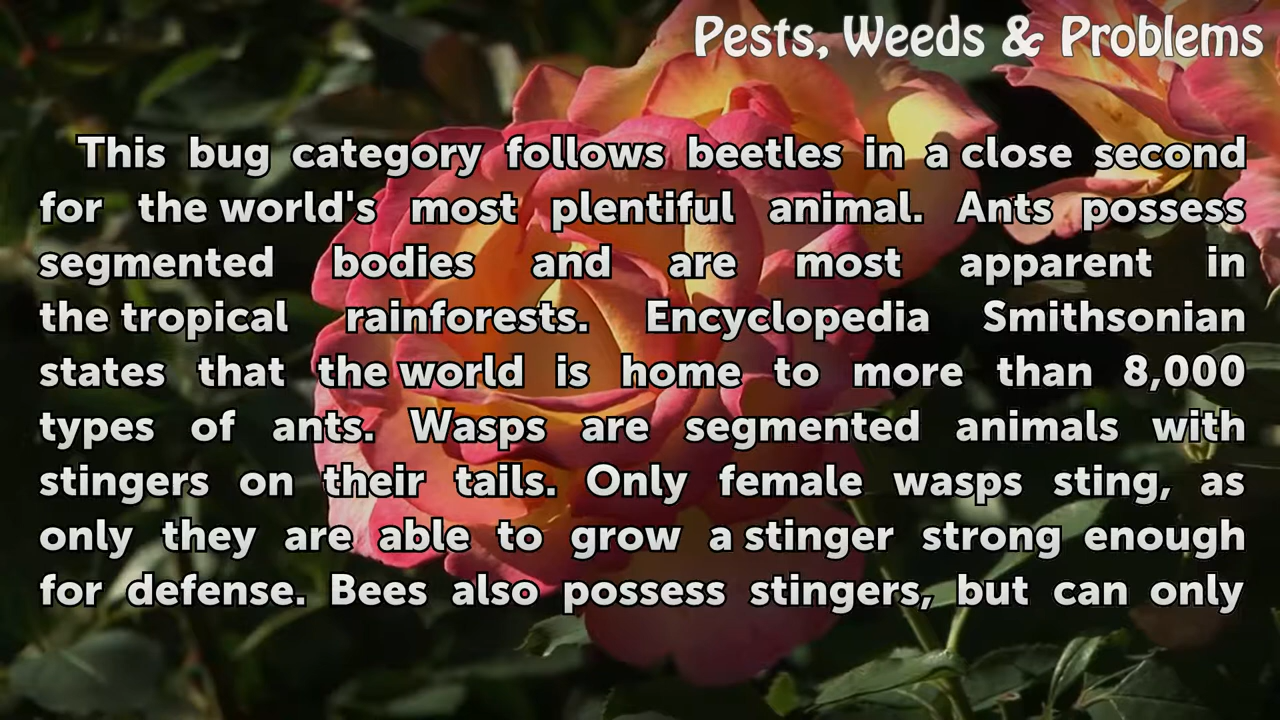 Pests, Weeds & Problems
This bug category follows beetles in a close second
for the world's most plentiful animal. Ants possess
segmented bodies and are most apparent in
the tropical rainforests. Encyclopedia Smithsonian
states that the world is home to more than 8,000
types of ants. Wasps are segmented animals with
stingers on their tails. Only female wasps sting, as
only they are able to grow a stinger strong enough
for defense. Bees also possess stingers, but can only